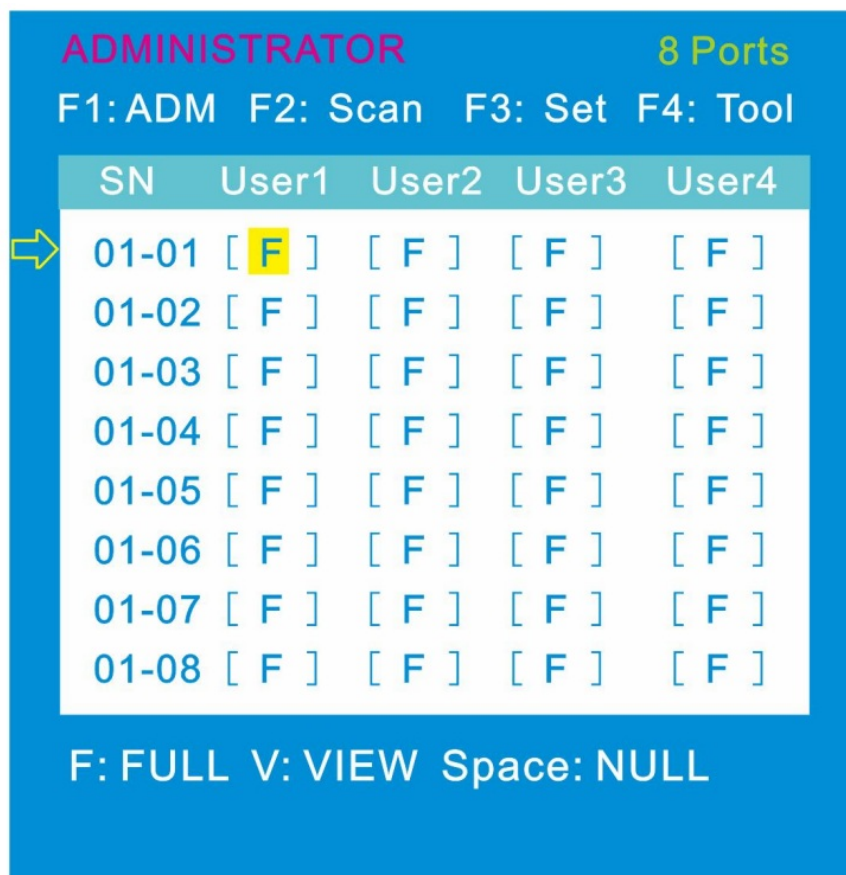 ADMINISTRATOR 8 Ports
F1: ADM F2: Scan F3: Set F4: Tool
SN User1 User2 User3 User4
01-01 [ F ] [ F ] [ F ] [ F ]
01-02 [ F ] [ F ] [ F ] [ F ]
01-03 [ F ] [ F ] [ F ] [ F ]
01-04 [ F ] [ F ] [ F ] [ F ]
01-05 [ F ] [ F ] [ F ] [ F ]
01-06 [ F ] [ F ] [ F ] [ F ]
01-07 [ F ] [ F ] [ F ] [ F ]
01-08 [ F ] [ F ] [ F ] [ F ]
F: FULL V: VIEW Space: NULL